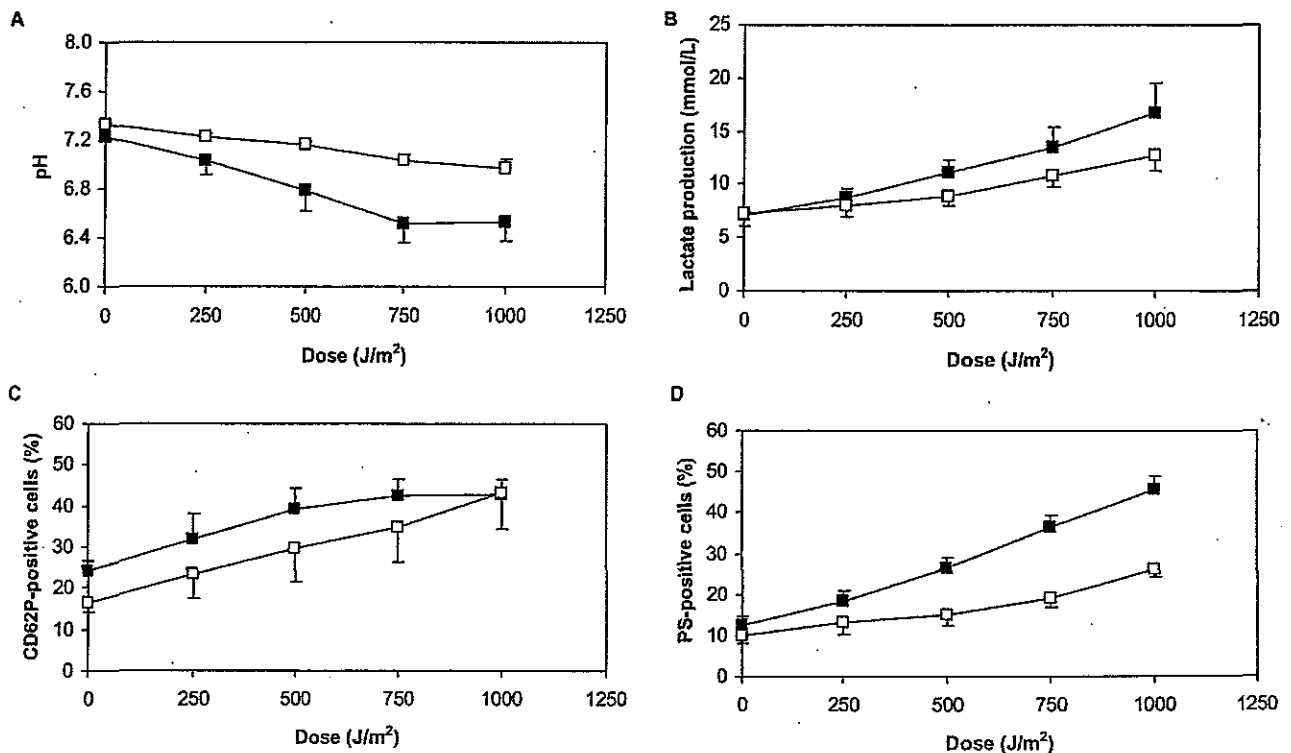 A
8.0
7.6
7.2
6.8
6.4
6.0
pH
0 250 500 750 1000 1250
Dose (J/m²)
B
25
20
15
10
5
0
Lactate production (mmol/L)
0 250 500 750 1000 1250
Dose (J/m²)
C
60
50
40
30
20
10
0
CD62P-positive cells (%)
0 250 500 750 1000 1250
Dose (J/m²)
D
60
50
40
30
20
10
0
PS-positive cells (%)
0 250 500 750 1000 1250
Dose (J/m²)